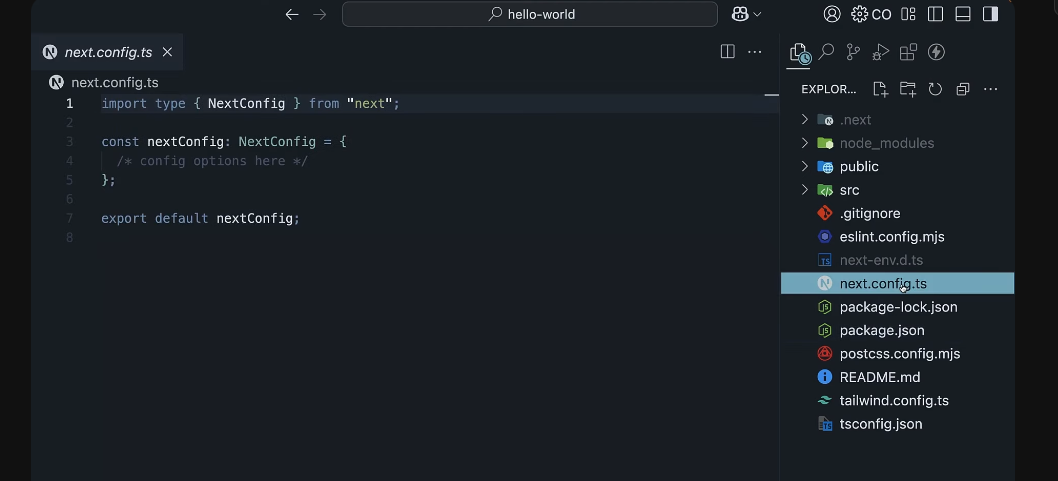 hello-world
CO
next.config.ts
next.config.ts
1 import type { NextConfig } from "next";
2
3 const nextConfig: NextConfig = {
4 /* config options here */
5 };
6
7 export default nextConfig;
8
EXPLOR...
.next
node_modules
public
src
.gitignore
eslint.config.mjs
next-env.d.ts
next.config.ts
package-lock.json
package.json
postcss.config.mjs
README.md
tailwind.config.ts
tsconfig.json